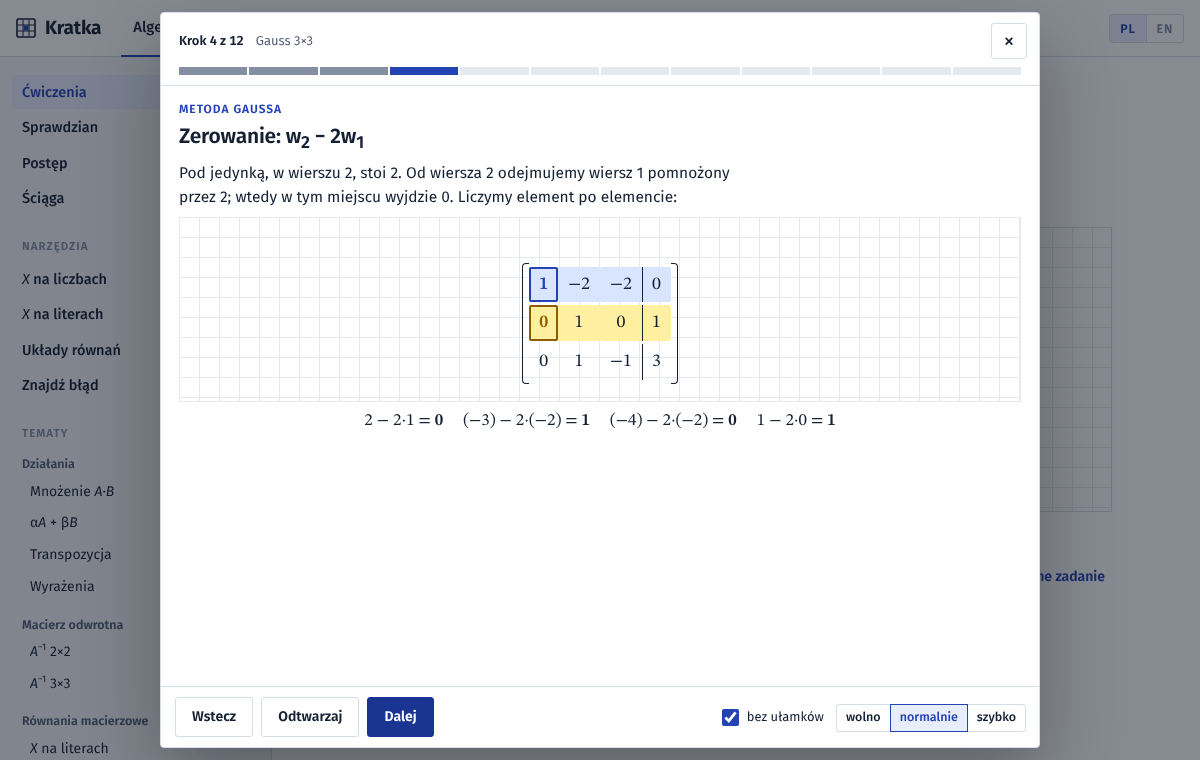 Kratka
Alge
PL EN
Krok 4 z 12 Gauss 3×3
×
Ćwiczenia
Sprawdzian
Postęp
Ściąga
NARZĘDZIA
X na liczbach
X na literach
Układy równań
Znajdź błąd
TEMATY
Działania
Mnożenie A·B
αA + βB
Transpozycja
Wyrażenia
Macierz odwrotna
A⁻¹ 2×2
A⁻¹ 3×3
Równania macierzowe
X na literach
METODA GAUSSA
Zerowanie: w₂ − 2w₁
Pod jedynką, w wierszu 2, stoi 2. Od wiersza 2 odejmujemy wiersz 1 pomnożony
przez 2; wtedy w tym miejscu wyjdzie 0. Liczymy element po elemencie:
1 −2 −2 0
0 1 0 1
0 1 −1 3
2 − 2·1 = 0 (−3) − 2·(−2) = 1 (−4) − 2·(−2) = 0 1 − 2·0 = 1
ne zadanie
Wstecz Odtwarzaj Dalej bez ułamków wolno normalnie szybko